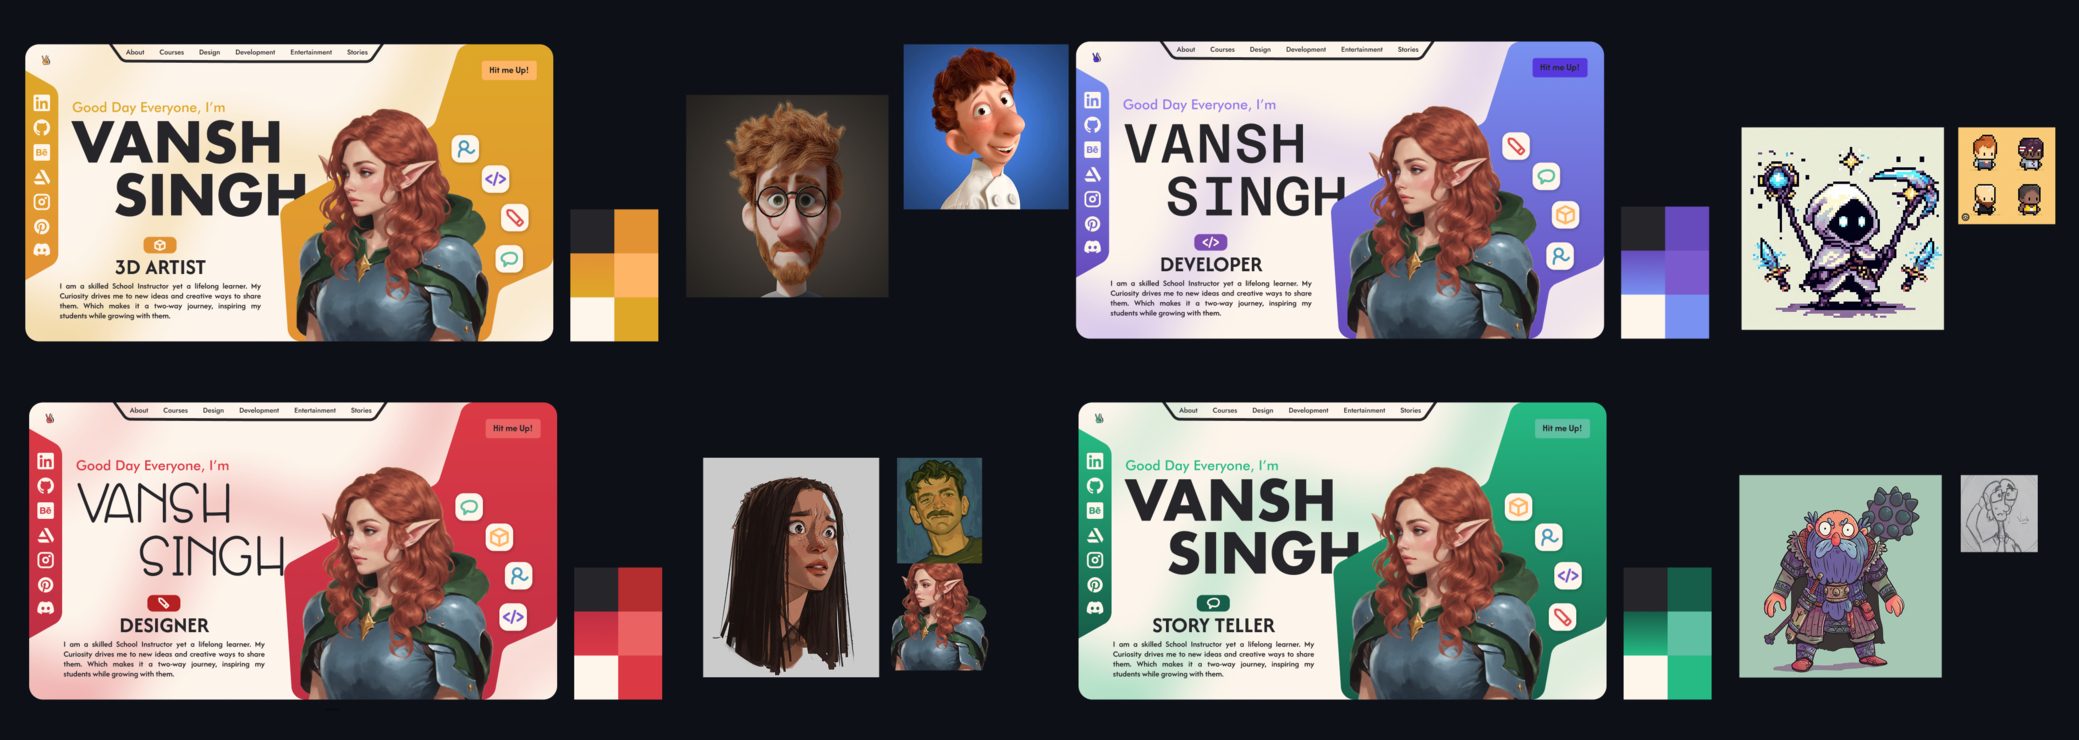 About Courses Design Development Entertainment Stories
Hit me Up!
Good Day Everyone, I'm
VANSH
SINGH
3D ARTIST
I am a skilled School Instructor yet a lifelong learner. My
Curiosity drives me to new ideas and creative ways to share
them. Which makes it a two-way journey, inspiring my
students while growing with them.
in
Bē
About Courses Design Development Entertainment Stories
Hit me Up!
Good Day Everyone, I'm
VANSH
SINGH
</>
DEVELOPER
I am a skilled School Instructor yet a lifelong learner. My
Curiosity drives me to new ideas and creative ways to share
them. Which makes it a two-way journey, inspiring my
students while growing with them.
in
Bē
About Courses Design Development Entertainment Stories
Hit me Up!
Good Day Everyone, I'm
VANSH
SINGH
DESIGNER
I am a skilled School Instructor yet a lifelong learner. My
Curiosity drives me to new ideas and creative ways to share
them. Which makes it a two-way journey, inspiring my
students while growing with them.
in
Bē
About Courses Design Development Entertainment Stories
Hit me Up!
Good Day Everyone, I'm
VANSH
SINGH
STORY TELLER
I am a skilled School Instructor yet a lifelong learner. My
Curiosity drives me to new ideas and creative ways to share
them. Which makes it a two-way journey, inspiring my
students while growing with them.
in
Bē